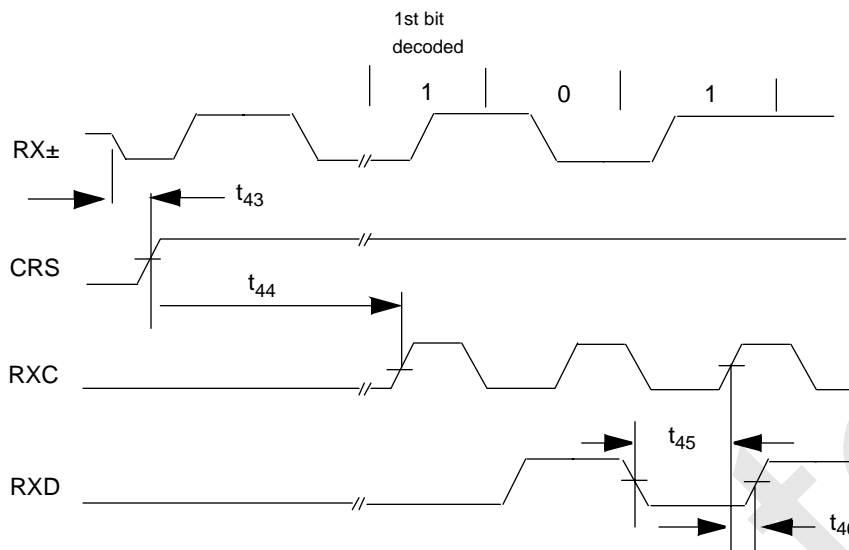 1st bit
decoded
1 0 1
RX±
t43
CRS
t44
RXC
t45
RXD